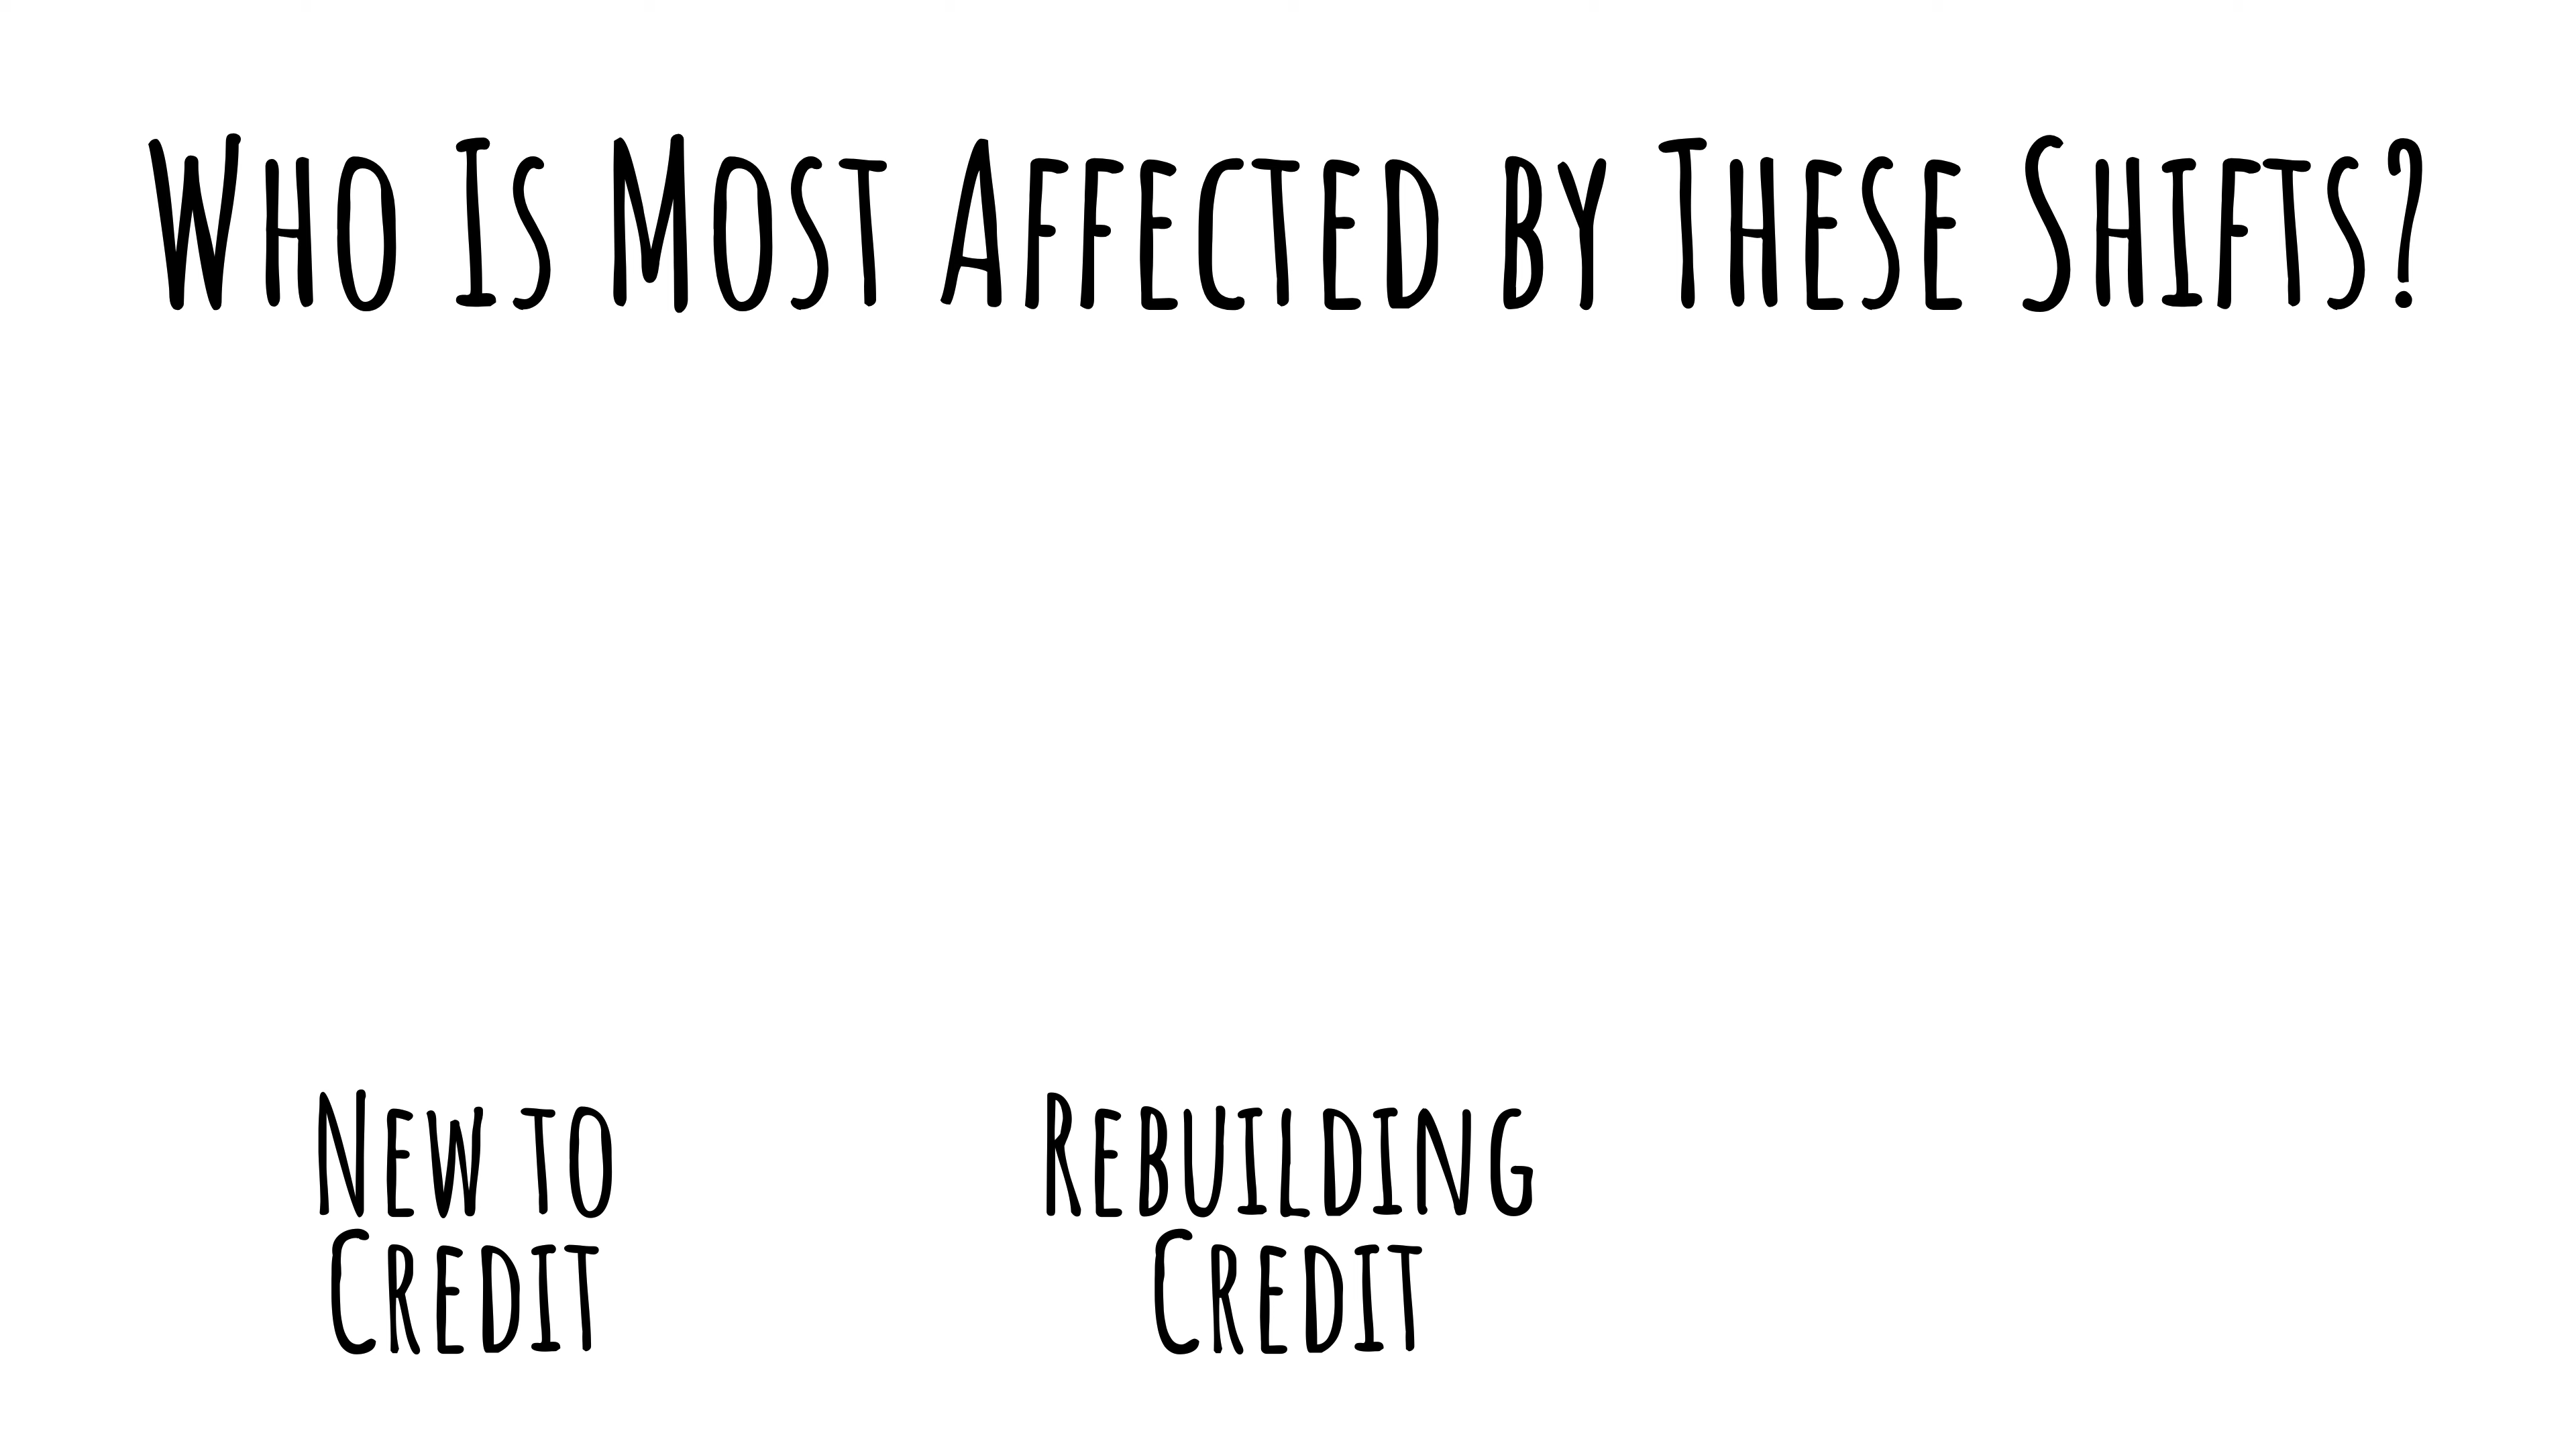 Who Is Most Affected by These Shifts?
New to
Credit
Rebuilding
Credit